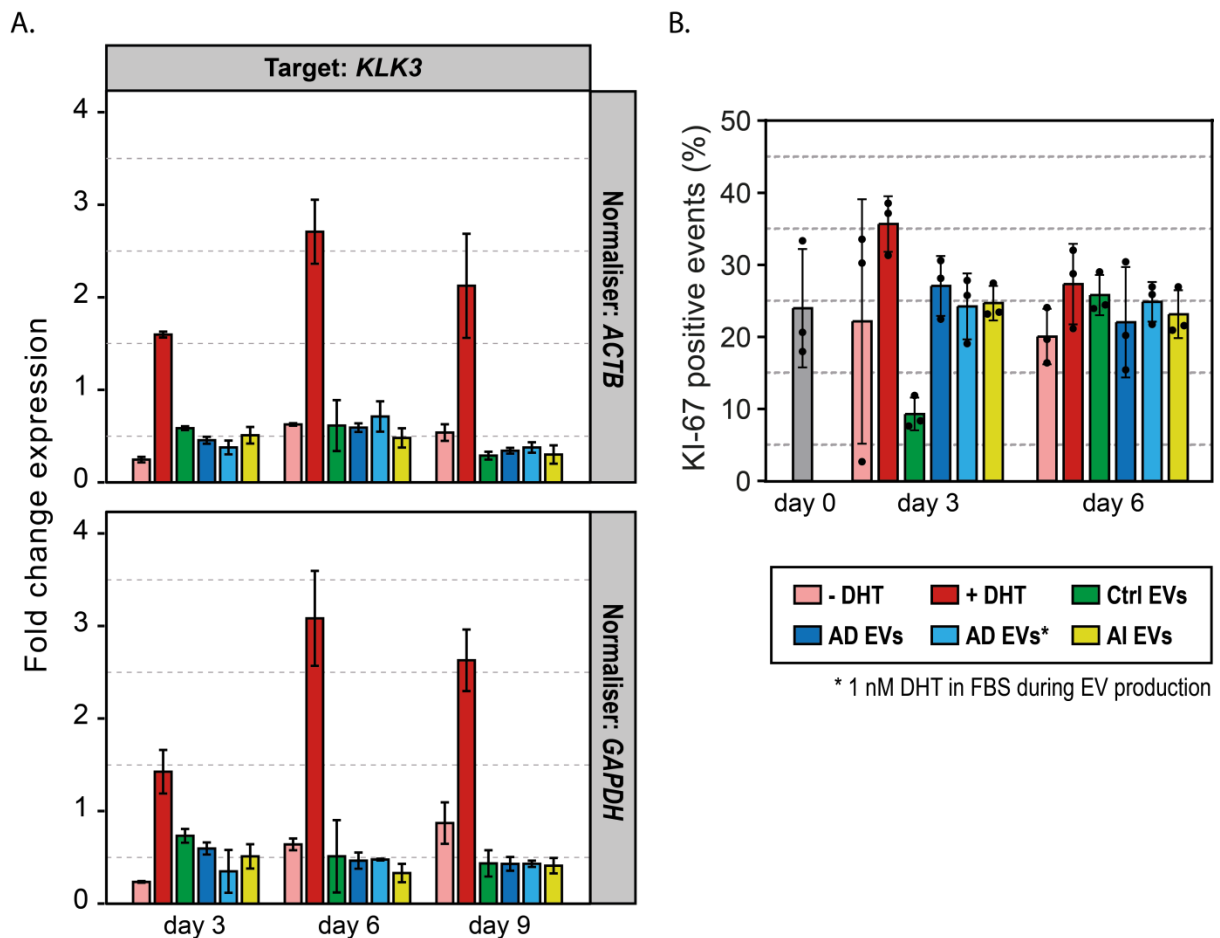 A.
Target: KLK3
Fold change expression
4
3
2
1
0
Normaliser: ACTB
4
3
2
1
0
Normaliser: GAPDH
day 3 day 6 day 9
B.
KI-67 positive events (%)
50
40
30
20
10
0
day 0 day 3 day 6
- DHT + DHT Ctrl EVs
AD EVs AD EVs* AI EVs
* 1 nM DHT in FBS during EV production